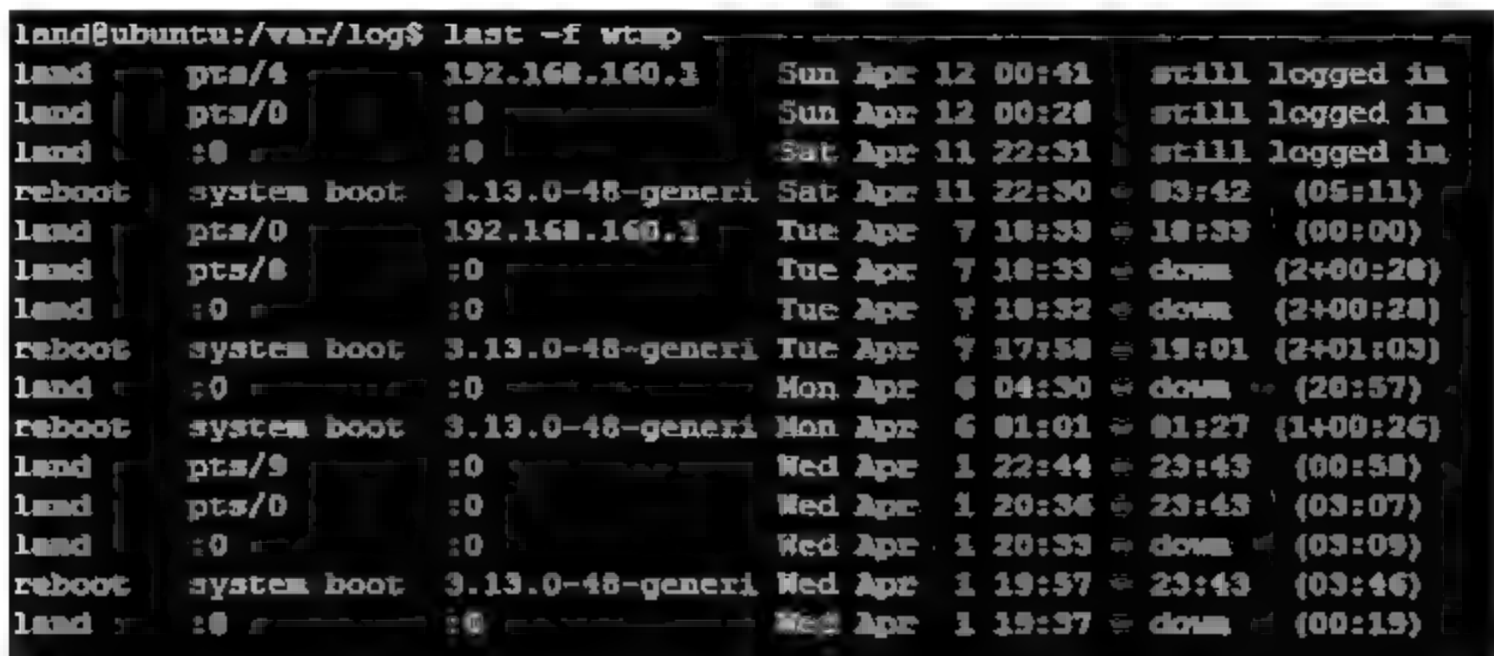 land@ubuntu:/var/log$ last -f wtmp
land pts/4 192.168.160.1 Sun Apr 12 00:41 still logged in
land pts/0 :0 Sun Apr 12 00:28 still logged in
land :0 :0 Sat Apr 11 22:31 still logged in
reboot system boot 3.13.0-48-generi Sat Apr 11 22:30 - 03:42 (05:11)
land pts/0 192.168.160.1 Tue Apr 7 18:33 - 18:33 (00:00)
land pts/8 :0 Tue Apr 7 18:33 - down (2+00:28)
land :0 :0 Tue Apr 7 18:32 - down (2+00:28)
reboot system boot 3.13.0-48-generi Tue Apr 7 17:58 - 19:01 (2+01:03)
land :0 :0 Mon Apr 6 04:30 - down (20:57)
reboot system boot 3.13.0-48-generi Mon Apr 6 01:01 - 01:27 (1+00:26)
land pts/9 :0 Wed Apr 1 22:44 - 23:43 (00:58)
land pts/0 :0 Wed Apr 1 20:36 - 23:43 (03:07)
land :0 :0 Wed Apr 1 20:33 - down (03:09)
reboot system boot 3.13.0-48-generi Wed Apr 1 19:57 - 23:43 (03:46)
land :0 :0 Wed Apr 1 19:37 - down (00:19)